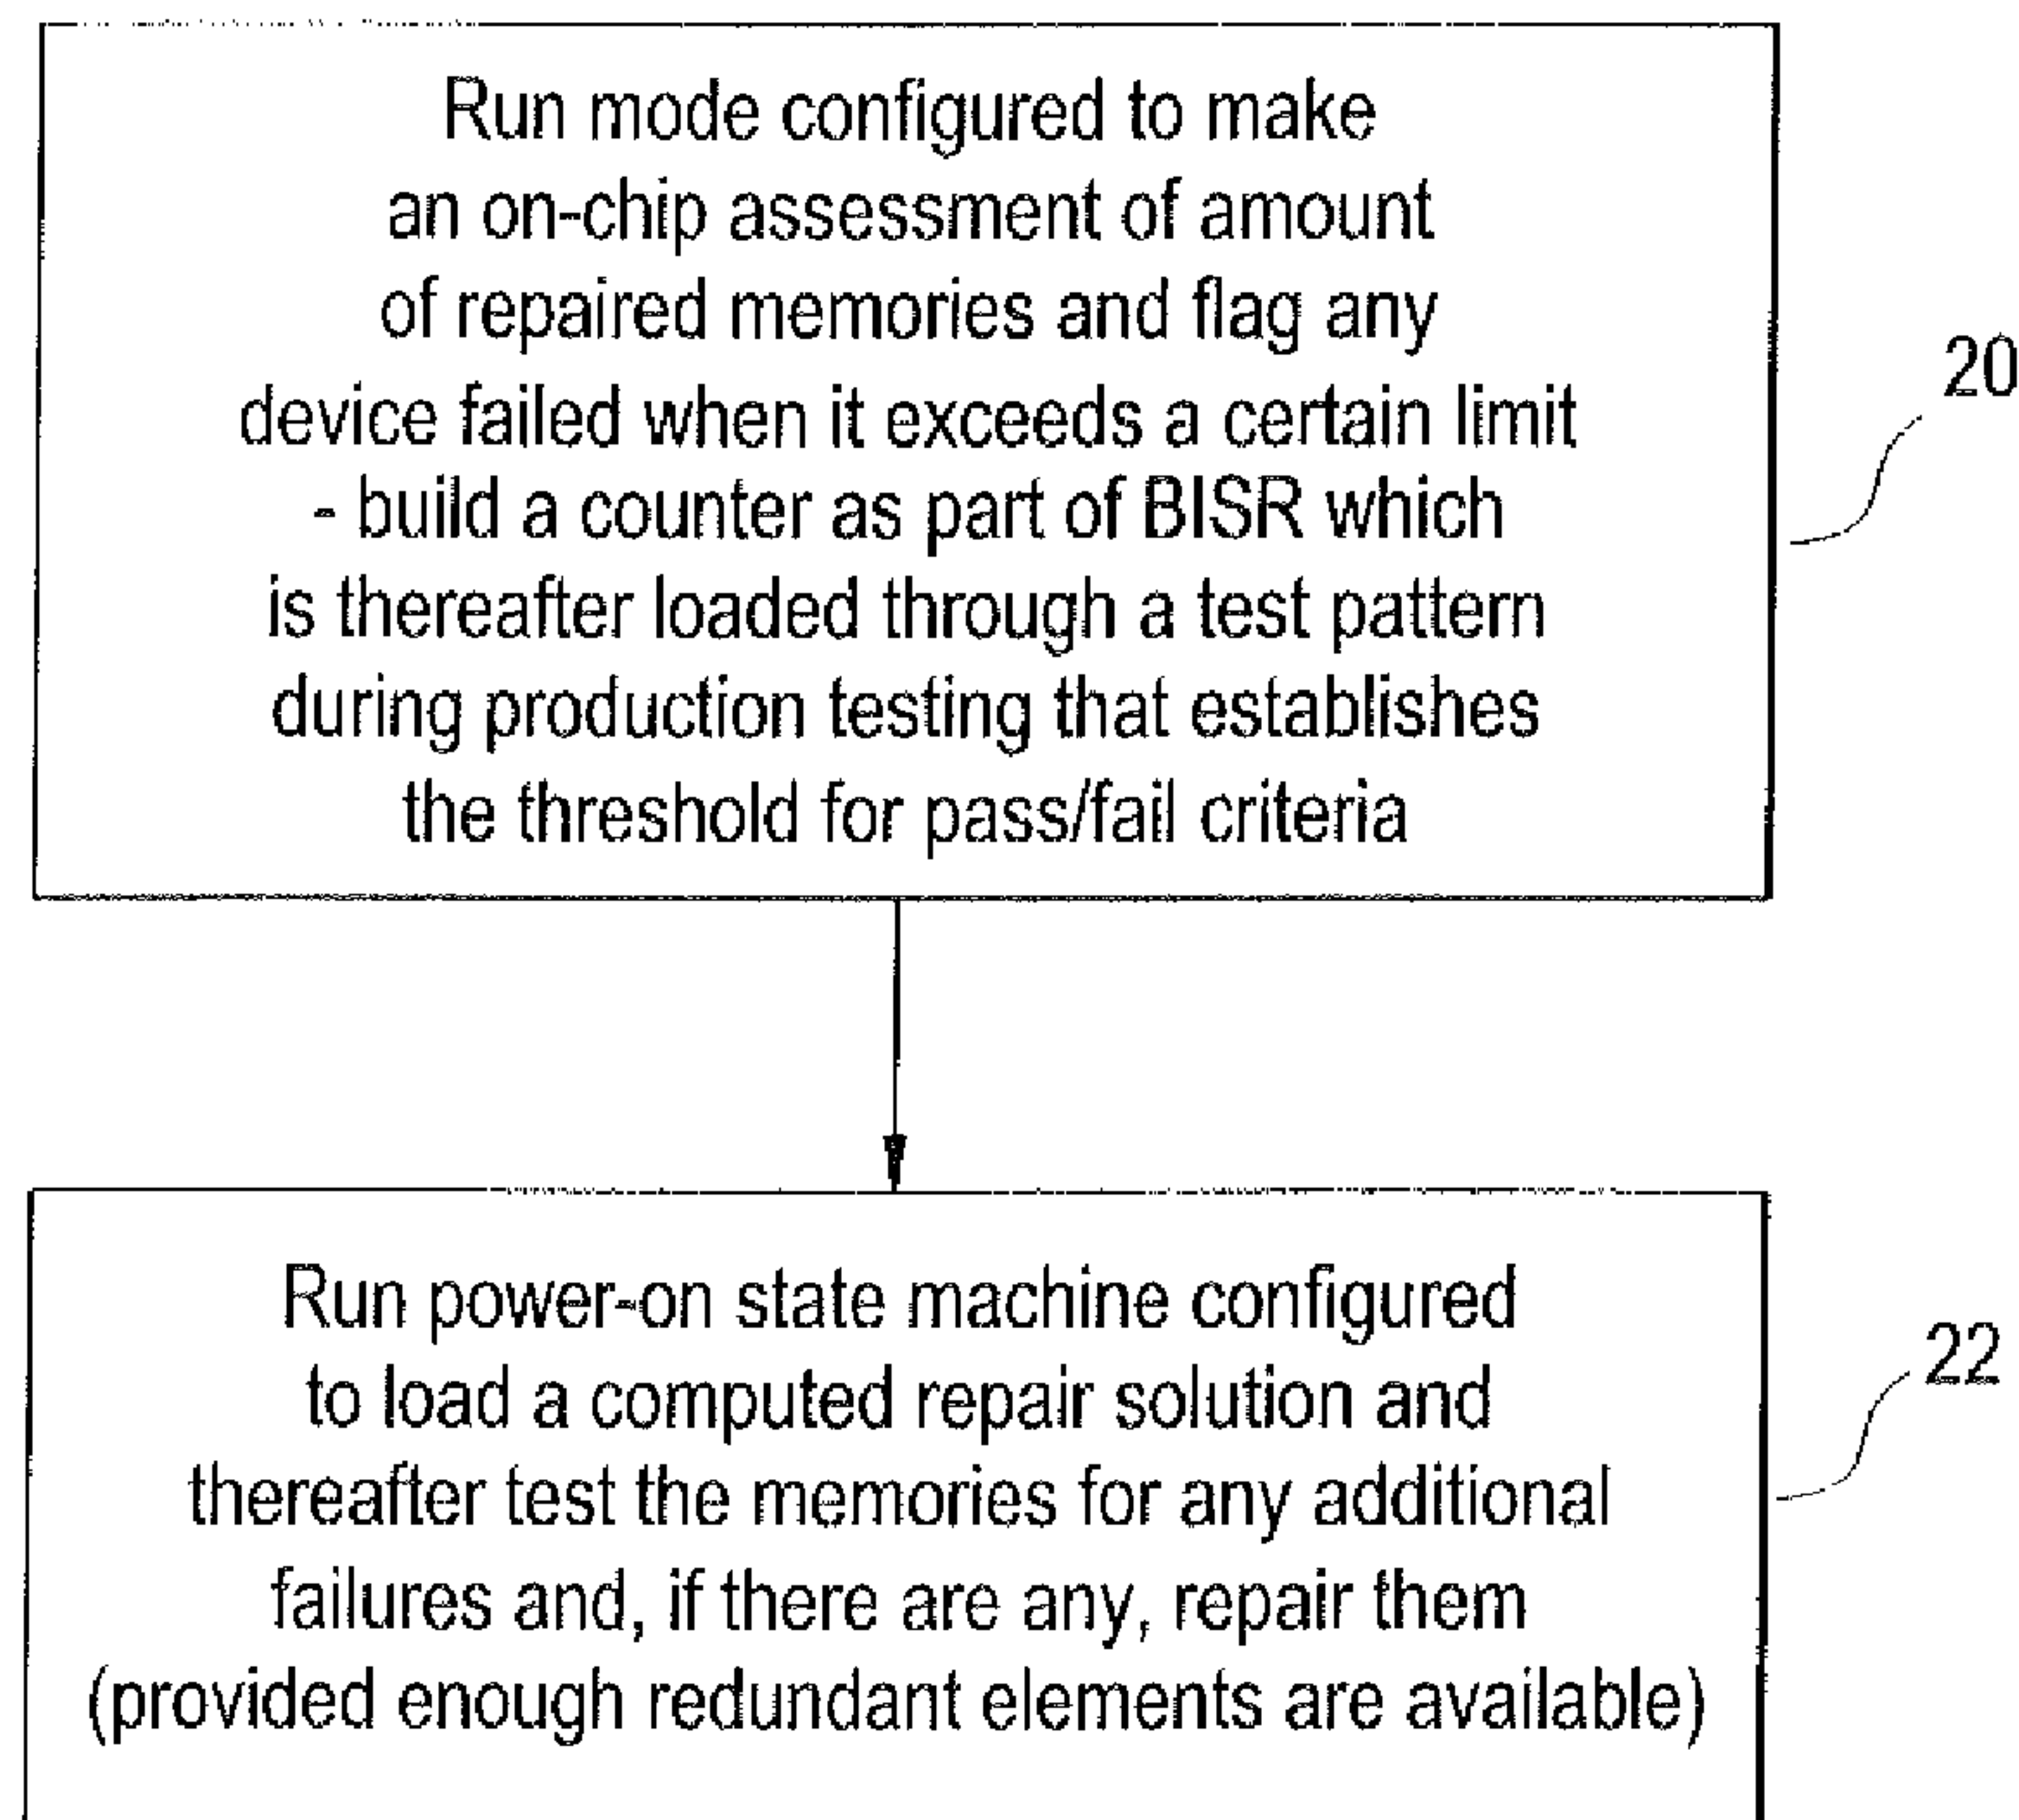 Run mode configured to make
an on-chip assessment of amount
of repaired memories and flag any
device failed when it exceeds a certain limit
- build a counter as part of BISR which
is thereafter loaded through a test pattern
during production testing that establishes
the threshold for pass/fail criteria
20
Run power-on state machine configured
to load a computed repair solution and
thereafter test the memories for any additional
failures and, if there are any, repair them
(provided enough redundant elements are available)
22